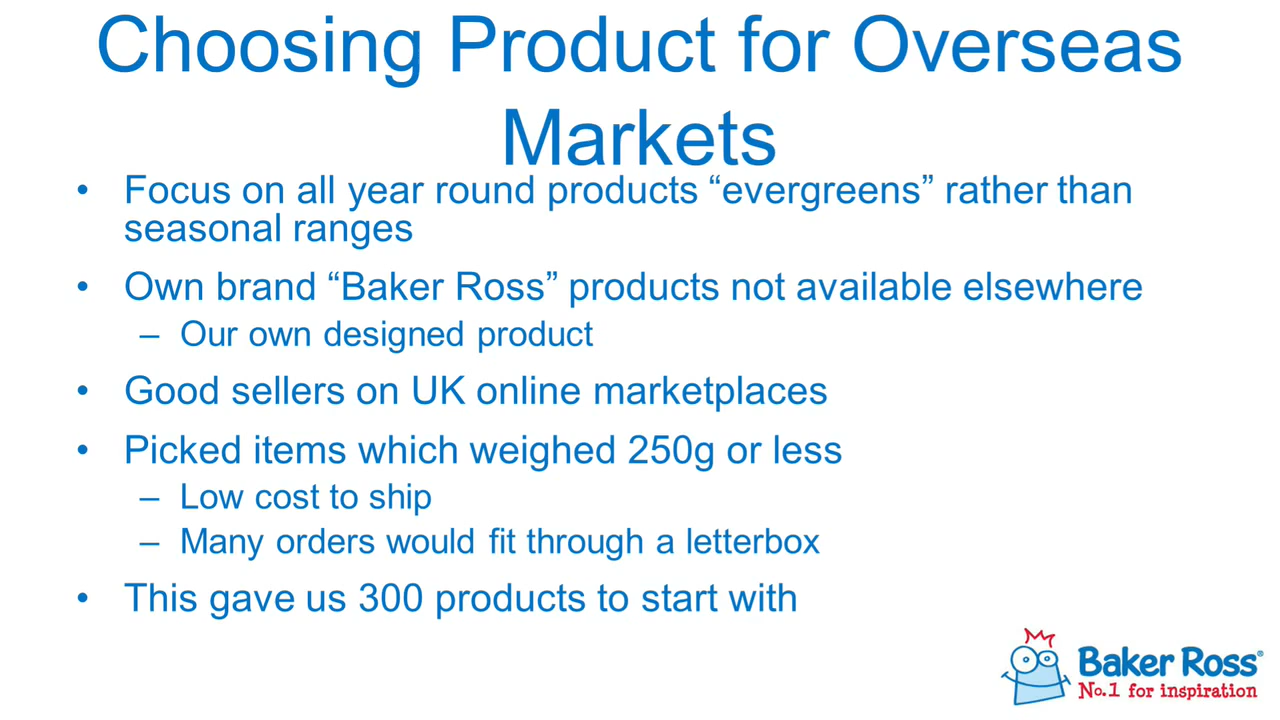 Choosing Product for Overseas
Markets
• Focus on all year round products “evergreens” rather than
seasonal ranges
• Own brand “Baker Ross” products not available elsewhere
– Our own designed product
• Good sellers on UK online marketplaces
• Picked items which weighed 250g or less
– Low cost to ship
– Many orders would fit through a letterbox
• This gave us 300 products to start with
Baker Ross®
No.1 for inspiration